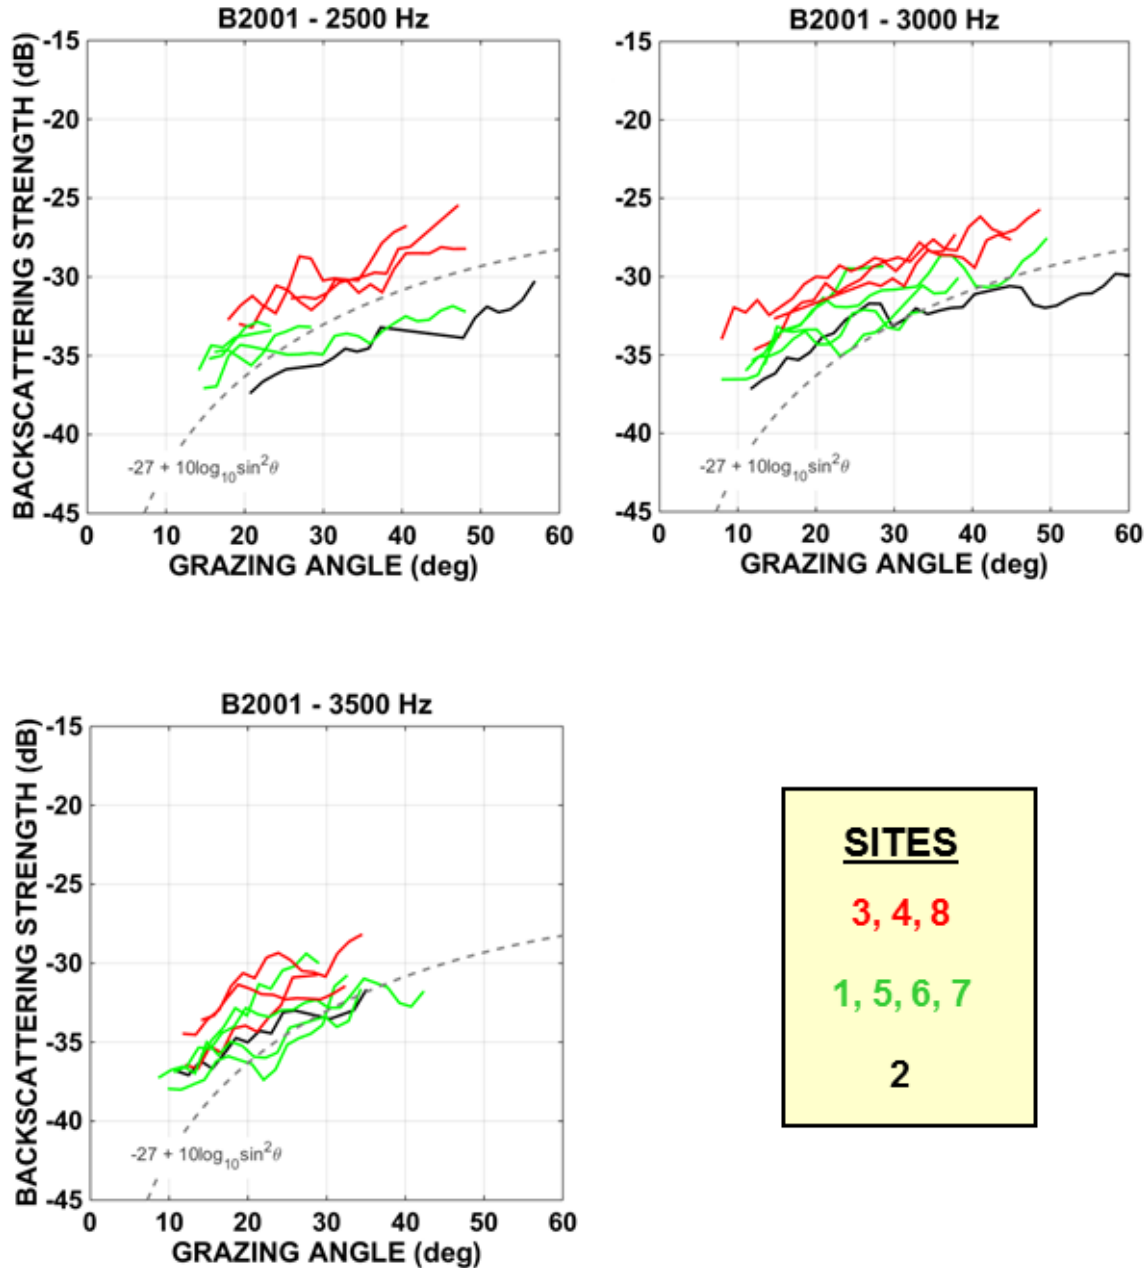 B2001 - 2500 Hz
BACKSCATTERING STRENGTH (dB)
-15
-20
-25
-30
-35
-40
-45
-27 + 10log₁₀sin²θ
0 10 20 30 40 50 60
GRAZING ANGLE (deg)
B2001 - 3000 Hz
-15
-20
-25
-30
-35
-40
-45
-27 + 10log₁₀sin²θ
0 10 20 30 40 50 60
GRAZING ANGLE (deg)
B2001 - 3500 Hz
BACKSCATTERING STRENGTH (dB)
-15
-20
-25
-30
-35
-40
-45
-27 + 10log₁₀sin²θ
0 10 20 30 40 50 60
GRAZING ANGLE (deg)
SITES
3, 4, 8
1, 5, 6, 7
2